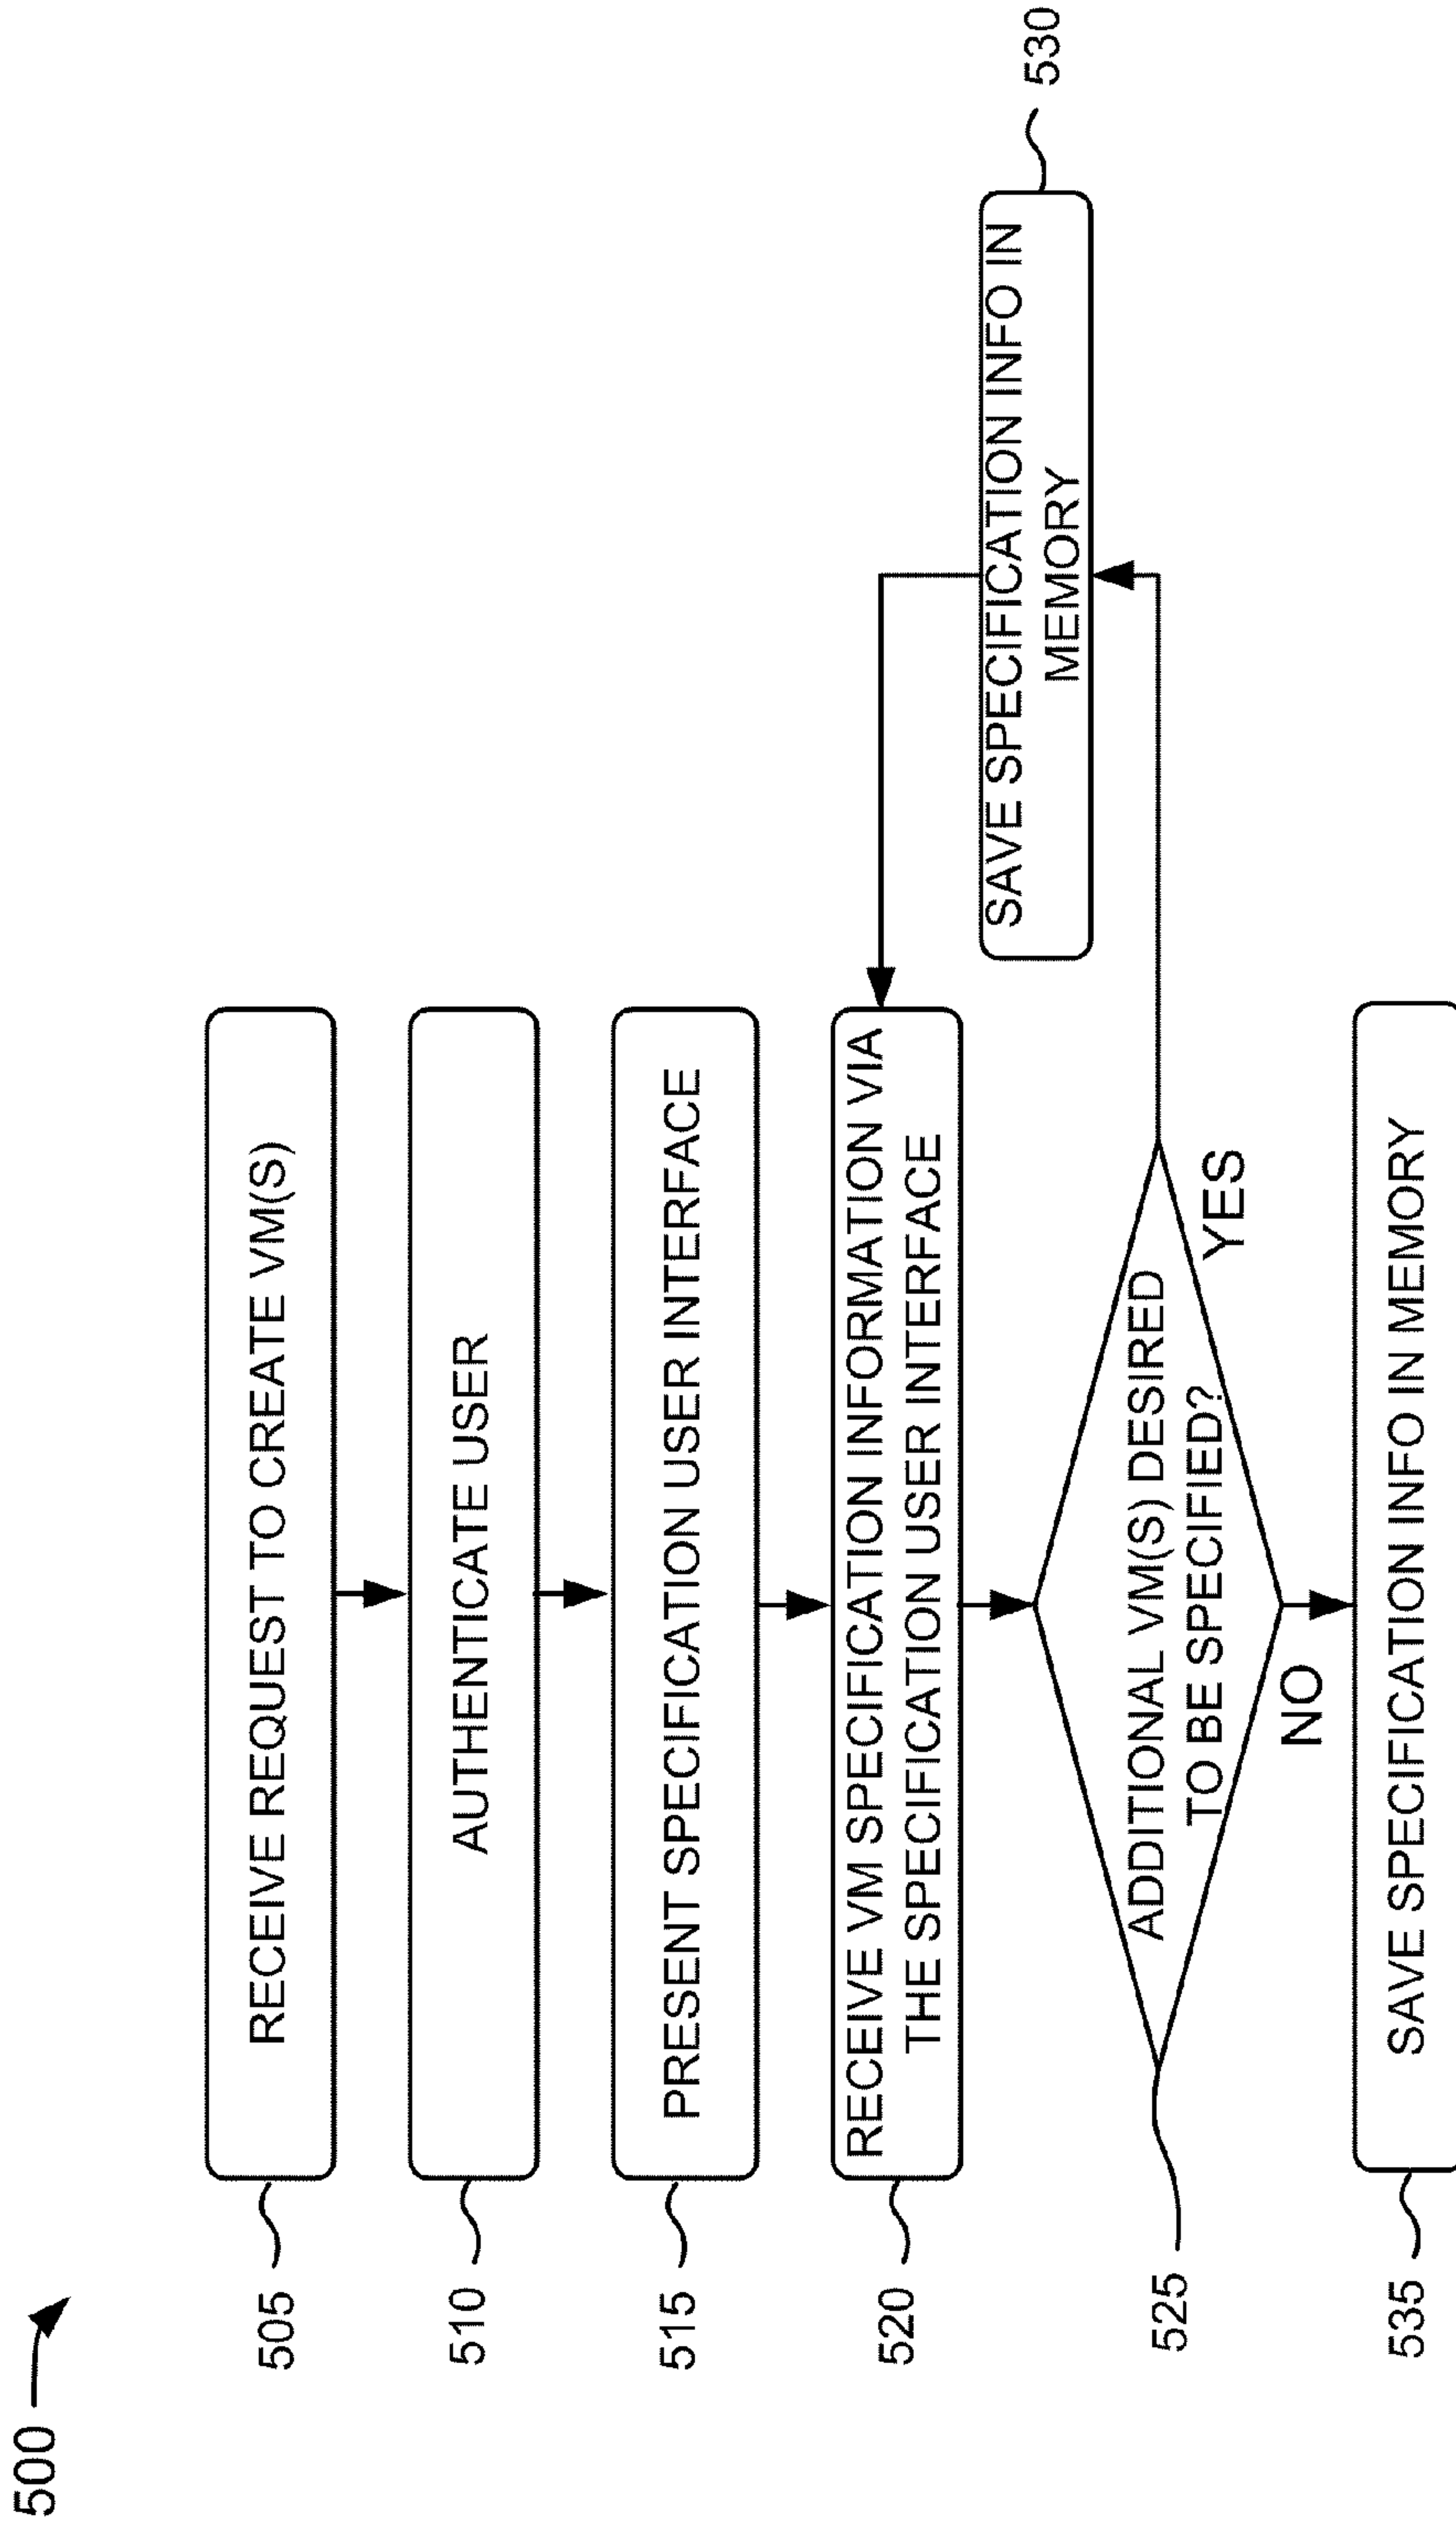 500
505
RECEIVE REQUEST TO CREATE VM(S)
510
AUTHENTICATE USER
515
PRESENT SPECIFICATION USER INTERFACE
520
RECEIVE VM SPECIFICATION INFORMATION VIA
THE SPECIFICATION USER INTERFACE
525
ADDITIONAL VM(S) DESIRED
TO BE SPECIFIED?
YES
530
SAVE SPECIFICATION INFO IN
MEMORY
NO
535
SAVE SPECIFICATION INFO IN MEMORY